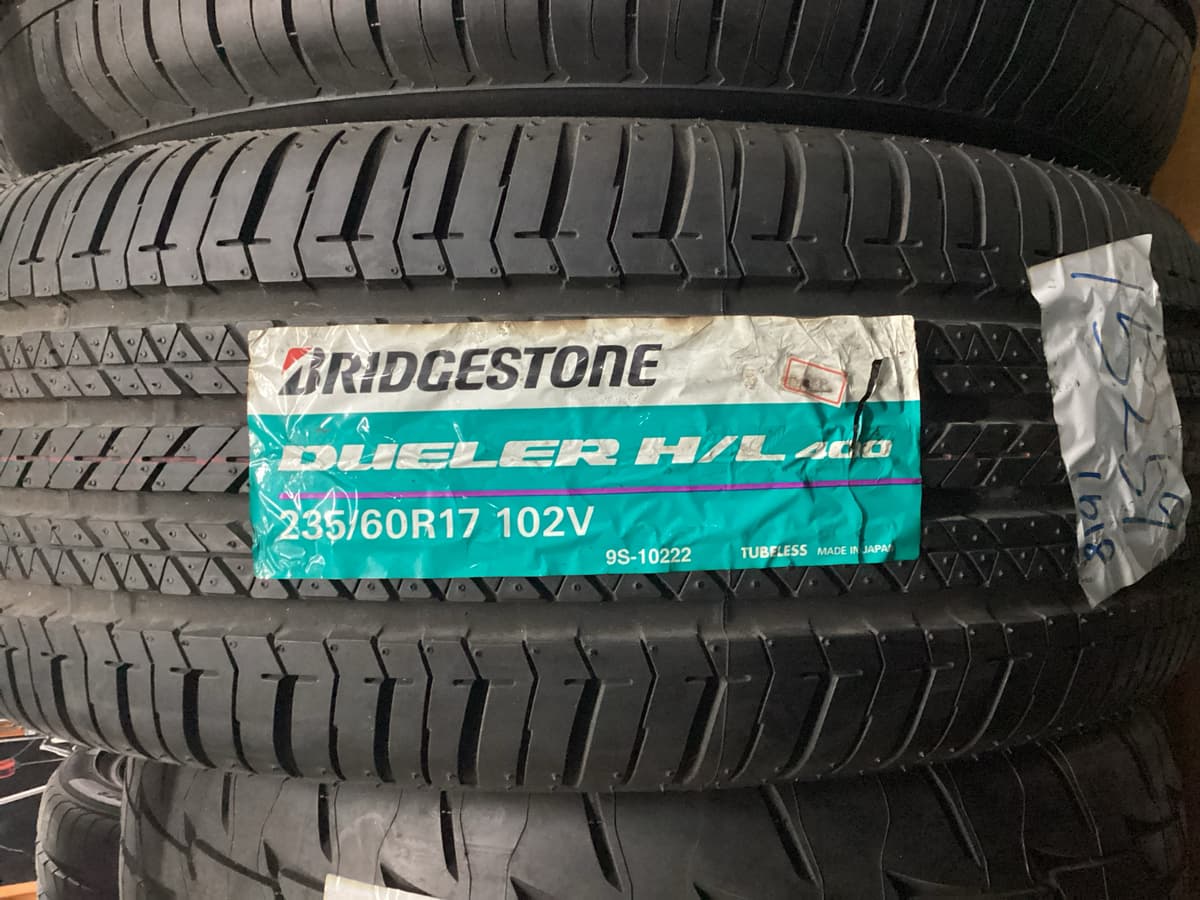 BRIDGESTONE
DUELER H/L 400
235/60R17 102V
9S-10222 TUBELESS MADE IN JAPAN